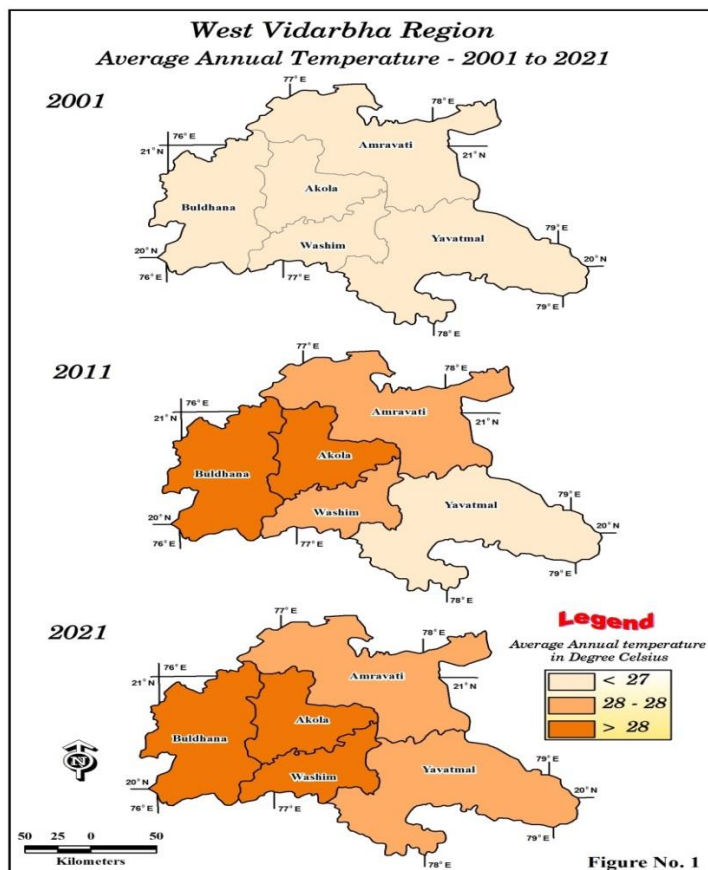 West Vidarbha Region
Average Annual Temperature - 2001 to 2021
2001
77° E
78° E
76° E
21° N
21° N
Amravati
Akola
Buldhana
Washim
Yavatmal
79° E
20° N
76° E
77° E
20° N
79° E
78° E
2011
77° E
78° E
76° E
21° N
21° N
Amravati
Akola
Buldhana
Washim
Yavatmal
79° E
20° N
76° E
77° E
20° N
79° E
78° E
2021
77° E
78° E
76° E
21° N
21° N
Amravati
Akola
Buldhana
Washim
Yavatmal
79° E
20° N
76° E
77° E
20° N
79° E
78° E
Legend
Average Annual temperature
in Degree Celsius
< 27
28 - 28
> 28
N
50 25 0 50
Kilometers
Figure No. 1